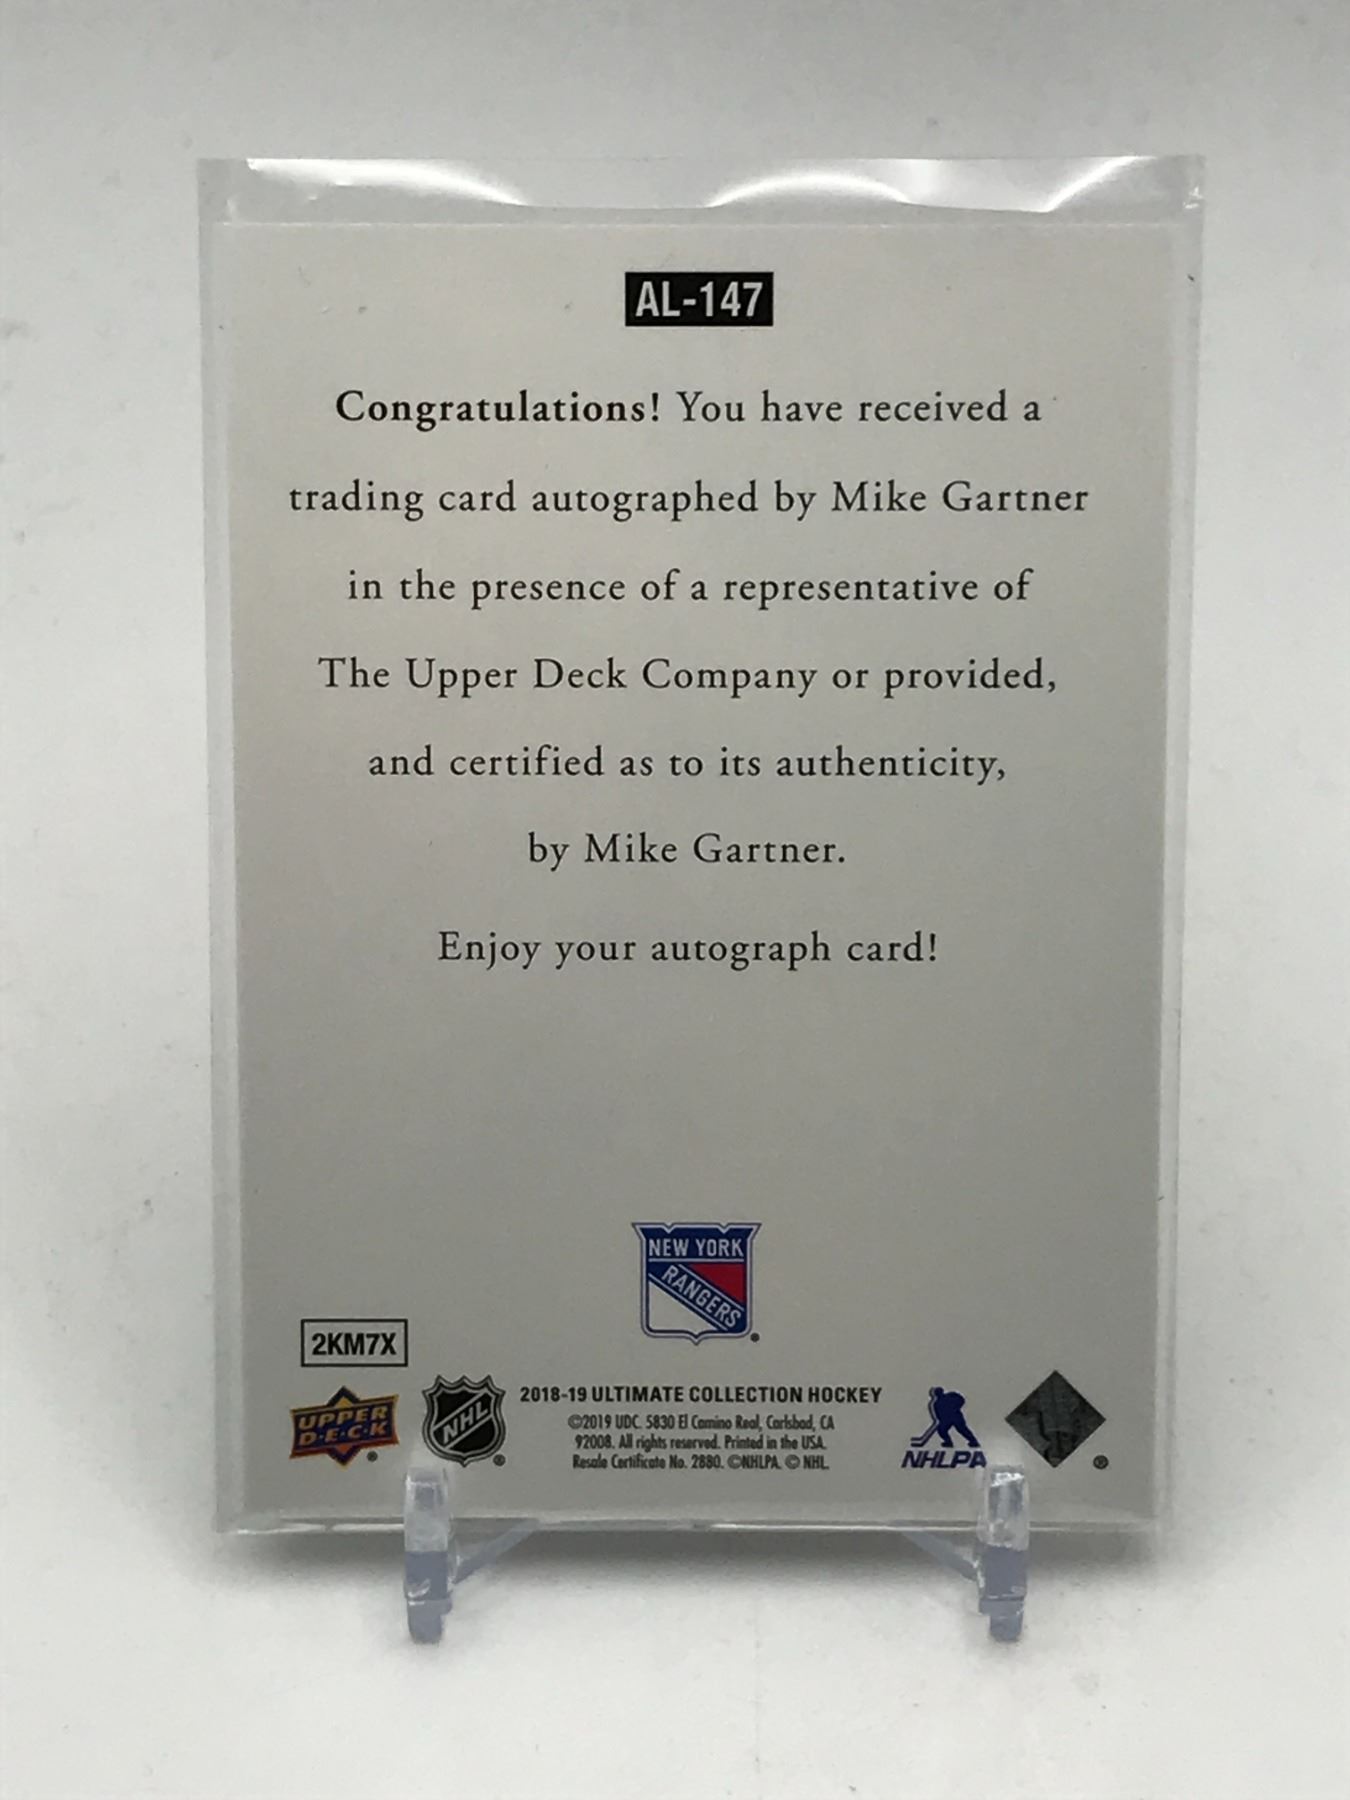 AL-147
Congratulations! You have received a
trading card autographed by Mike Gartner
in the presence of a representative of
The Upper Deck Company or provided,
and certified as to its authenticity,
by Mike Gartner.
Enjoy your autograph card!
NEW YORK
RANGERS
2KM7X
UPPER
D·E·C·K
NHL
2018-19 ULTIMATE COLLECTION HOCKEY
©2019 UDC. 5830 El Camino Real, Carlsbad, CA
92008. All rights reserved. Printed in the USA.
Resale Certificate No. 2880. ©NHLPA. © NHL.
NHLPA